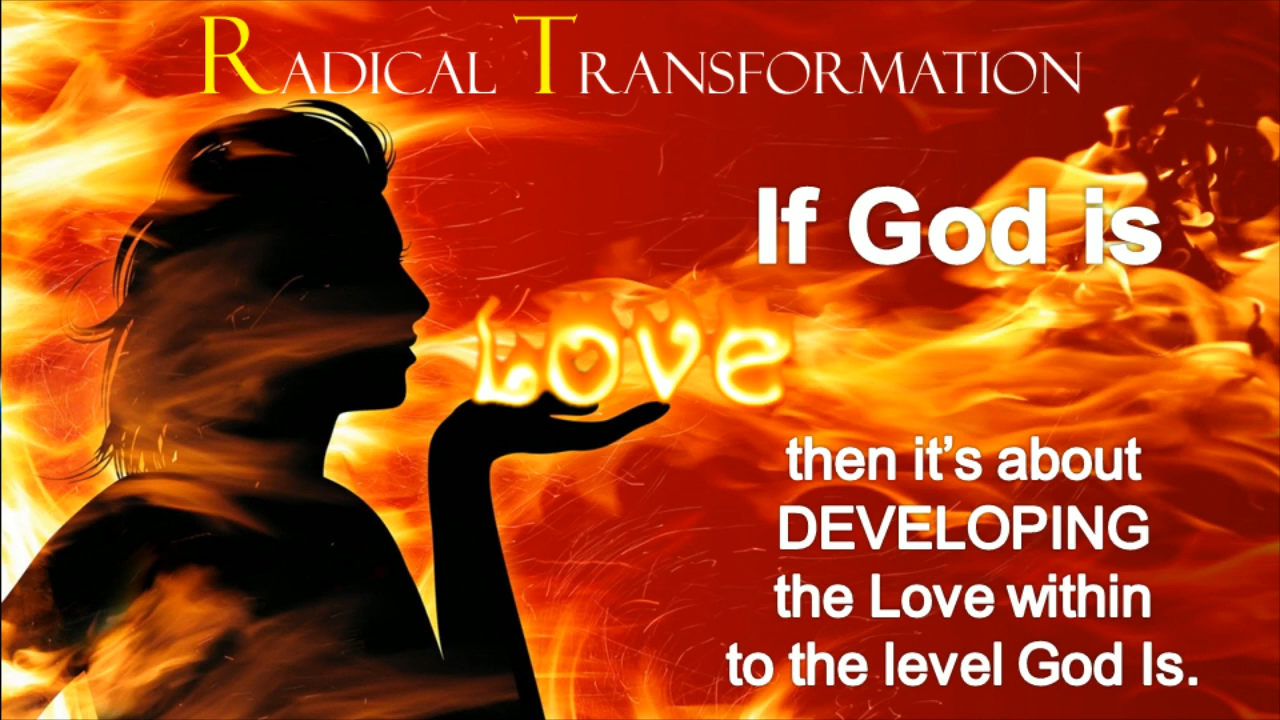 RADICAL TRANSFORMATION
If God is
LOVE
then it’s about
DEVELOPING
the Love within
to the level God Is.